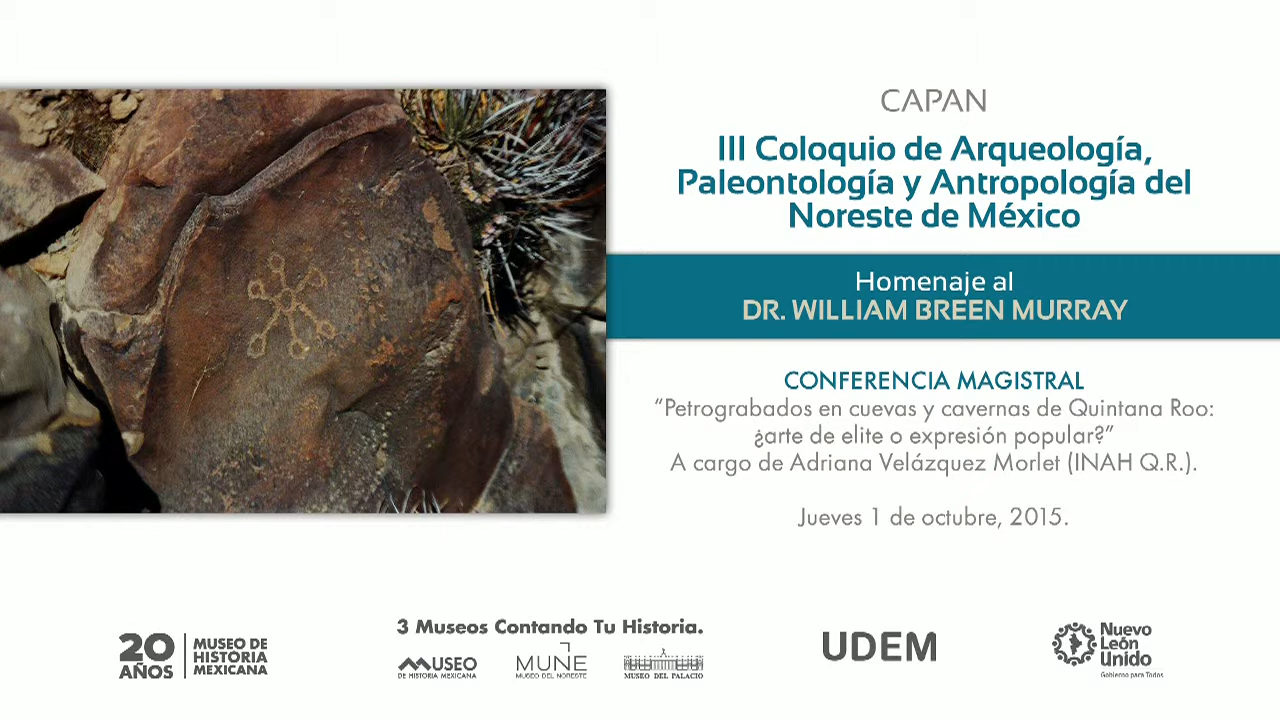 CAPAN
III Coloquio de Arqueología,
Paleontología y Antropología del
Noreste de México
Homenaje al
DR. WILLIAM BREEN MURRAY
CONFERENCIA MAGISTRAL
“Petrograbados en cuevas y cavernas de Quintana Roo:
¿arte de elite o expresión popular?”
A cargo de Adriana Velázquez Morlet (INAH Q.R.).
Jueves 1 de octubre, 2015.
20 AÑOS
MUSEO DE
HISTORIA
MEXICANA
3 Museos Contando Tu Historia.
MUSEO
DE HISTORIA MEXICANA
MUNE
MUSEO DEL NORESTE
MUSEO DEL PALACIO
UDEM
Nuevo
León
Unido
Gobierno para Todos